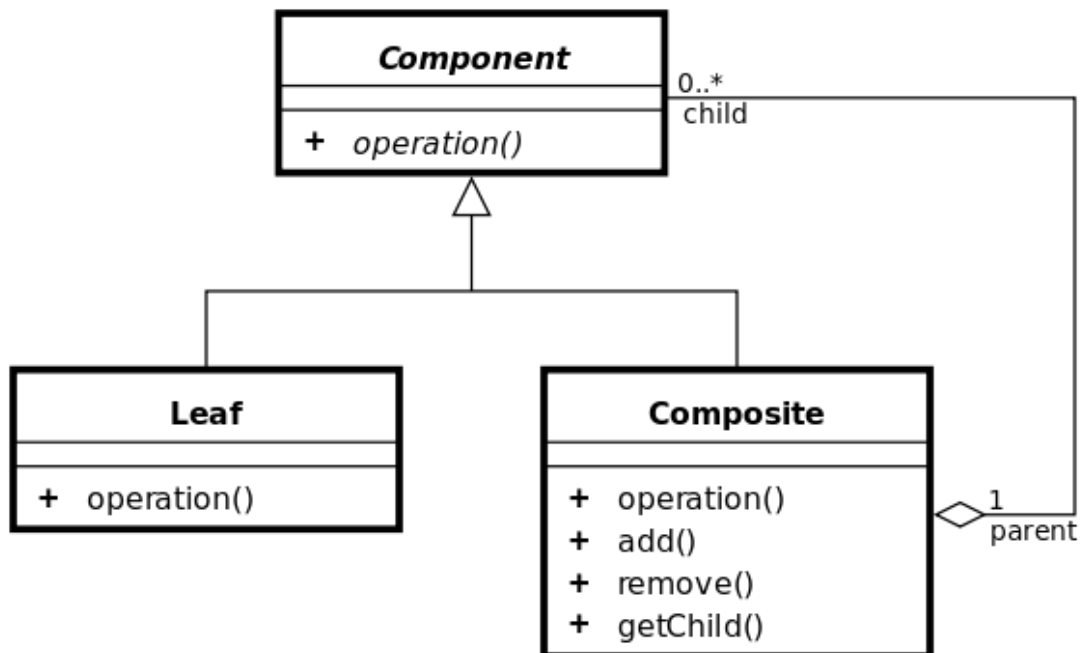 Component
0..*
child
+ operation()
Leaf
+ operation()
Composite
+ operation()
+ add()
+ remove()
+ getChild()
1
parent